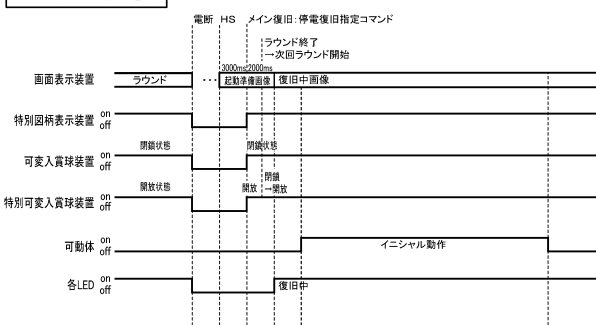 電断 HS メイン復旧：停電復旧指定コマンド
ラウンド終了
→次回ラウンド開始
3000ms 2000ms
画面表示装置 ラウンド ･･･ 起動準備画像 復旧中画像
特別図柄表示装置 on
off
閉鎖状態 閉鎖状態
可変入賞球装置 on
off
開放状態 開放 閉鎖
→開放
特別可変入賞球装置 on
off
可動体 on イニシャル動作
off
各LED on 復旧中
off